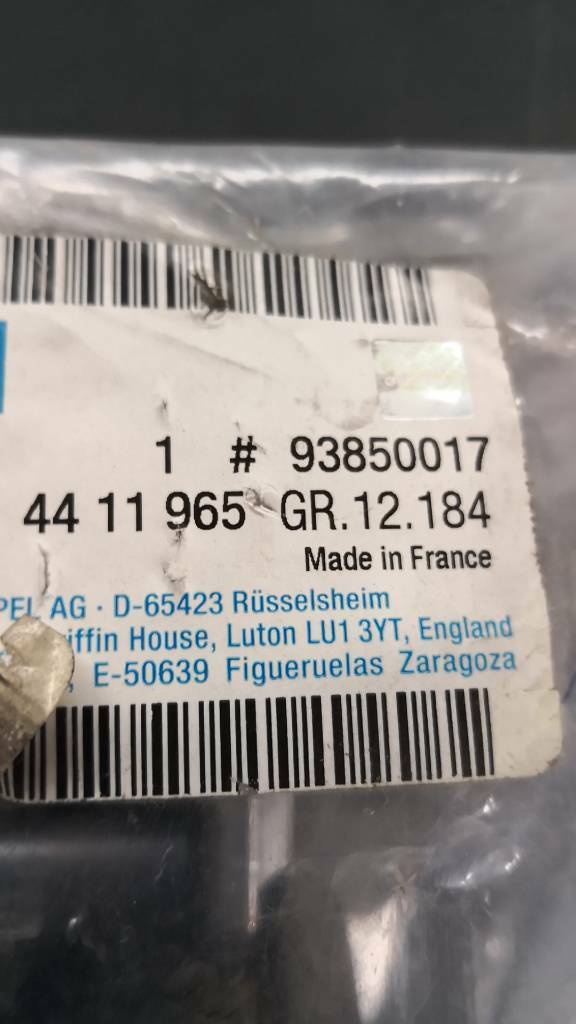 1 # 93850017
44 11 965 GR.12.184
Made in France
PEL AG · D-65423 Rüsselsheim
iffin House, Luton LU1 3YT, England
, E-50639 Figueruelas Zaragoza